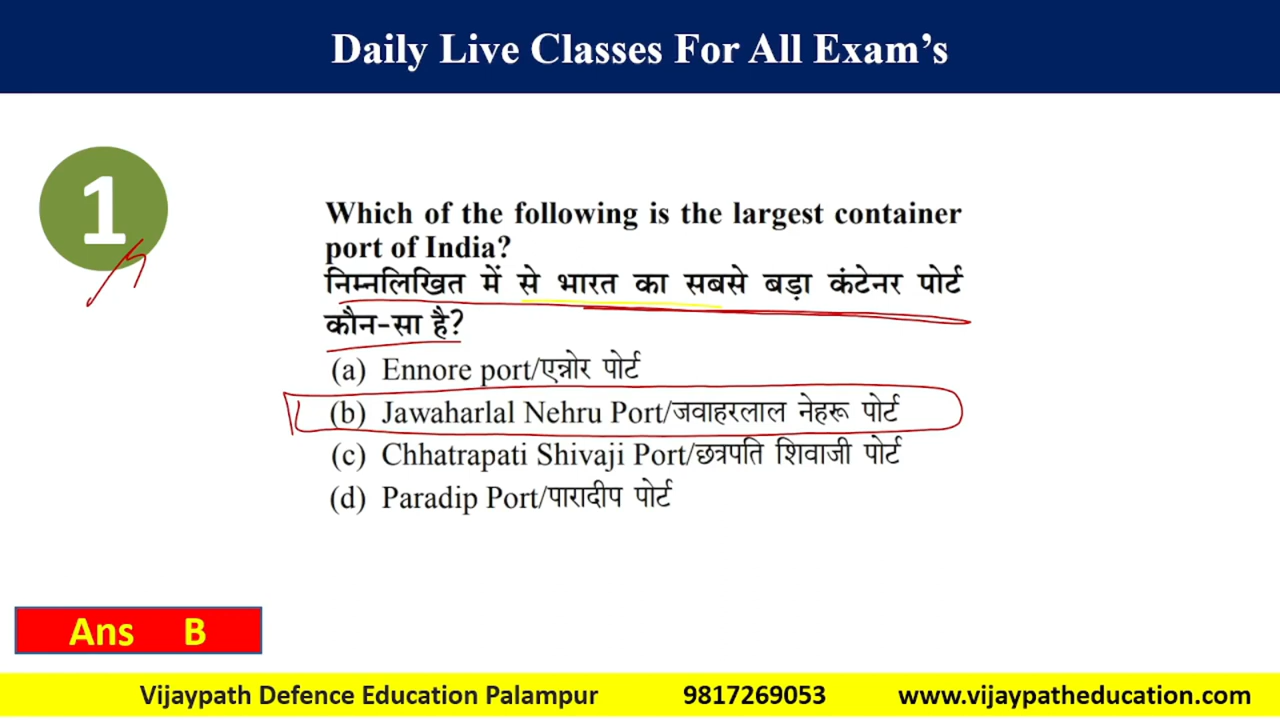 Daily Live Classes For All Exam's
1
Which of the following is the largest container
port of India?
निम्नलिखित में से भारत का सबसे बड़ा कंटेनर पोर्ट
कौन-सा है?
(a) Ennore port/एन्नोर पोर्ट
(b) Jawaharlal Nehru Port/जवाहरलाल नेहरू पोर्ट
(c) Chhatrapati Shivaji Port/छत्रपति शिवाजी पोर्ट
(d) Paradip Port/पारादीप पोर्ट
Ans B
Vijaypath Defence Education Palampur 9817269053 www.vijaypatheducation.com